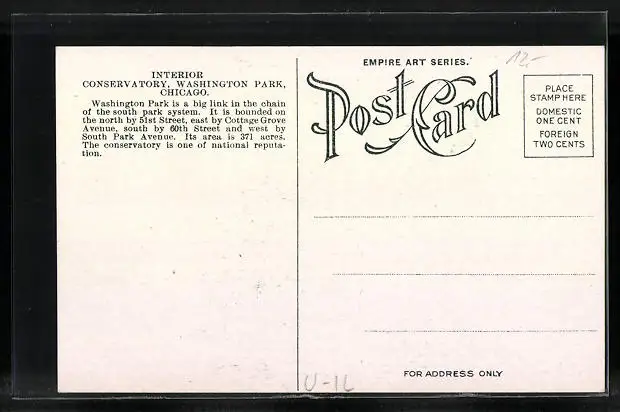 EMPIRE ART SERIES.
12.-
Post Card
INTERIOR
CONSERVATORY, WASHINGTON PARK,
CHICAGO.
Washington Park is a big link in the chain
of the south park system. It is bounded on
the north by 51st Street, east by Cottage Grove
Avenue, south by 60th Street and west by
South Park Avenue. Its area is 371 acres.
The conservatory is one of national reputa-
tion.
PLACE
STAMP HERE
DOMESTIC
ONE CENT
FOREIGN
TWO CENTS
FOR ADDRESS ONLY
U-IL